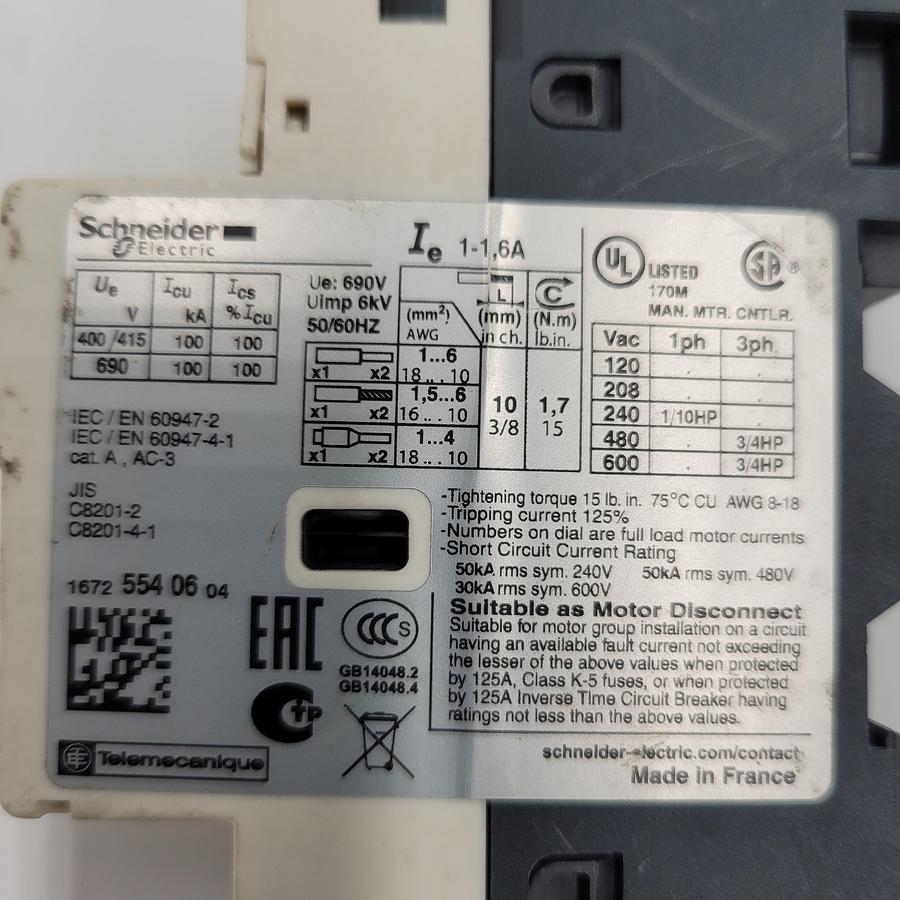 Schneider
Electric
Ie 1-1,6A
Ue Icu Ics
V kA % Icu
400 /415 100 100
690 100 100
Ue: 690V
UImp 6kV
50/60HZ
L C
(mm²) (mm) (N.m)
AWG in ch. lb.in.
1...6
x1 x2 18 ... 10
1,5...6
x1 x2 16 ... 10
1...4
x1 x2 18 ... 10
10 1,7
3/8 15
UL LISTED SA ®
170M
MAN. MTR. CNTLR.
Vac 1ph 3ph.
120 . .
208 . .
240 1/10HP .
480 . 3/4HP
600 . 3/4HP
IEC / EN 60947-2
IEC / EN 60947-4-1
cat. A , AC-3
JIS
C8201-2
C8201-4-1
1672 554 06 04
-Tightening torque 15 lb. in. 75°C CU AWG 8-18
-Tripping current 125%
-Numbers on dial are full load motor currents
-Short Circuit Current Rating
50kA rms sym. 240V 50kA rms sym. 480V
30kA rms sym. 600V
Suitable as Motor Disconnect
Suitable for motor group installation on a circuit
having an available fault current not exceeding
the lesser of the above values when protected
by 125A, Class K-5 fuses, or when protected
by 125A Inverse Time Circuit Breaker having
ratings not less than the above values.
EAC
CCC S
GB14048.2
GB14048.4
CTP
Telemecanique
schneider-electric.com/contact
Made in France